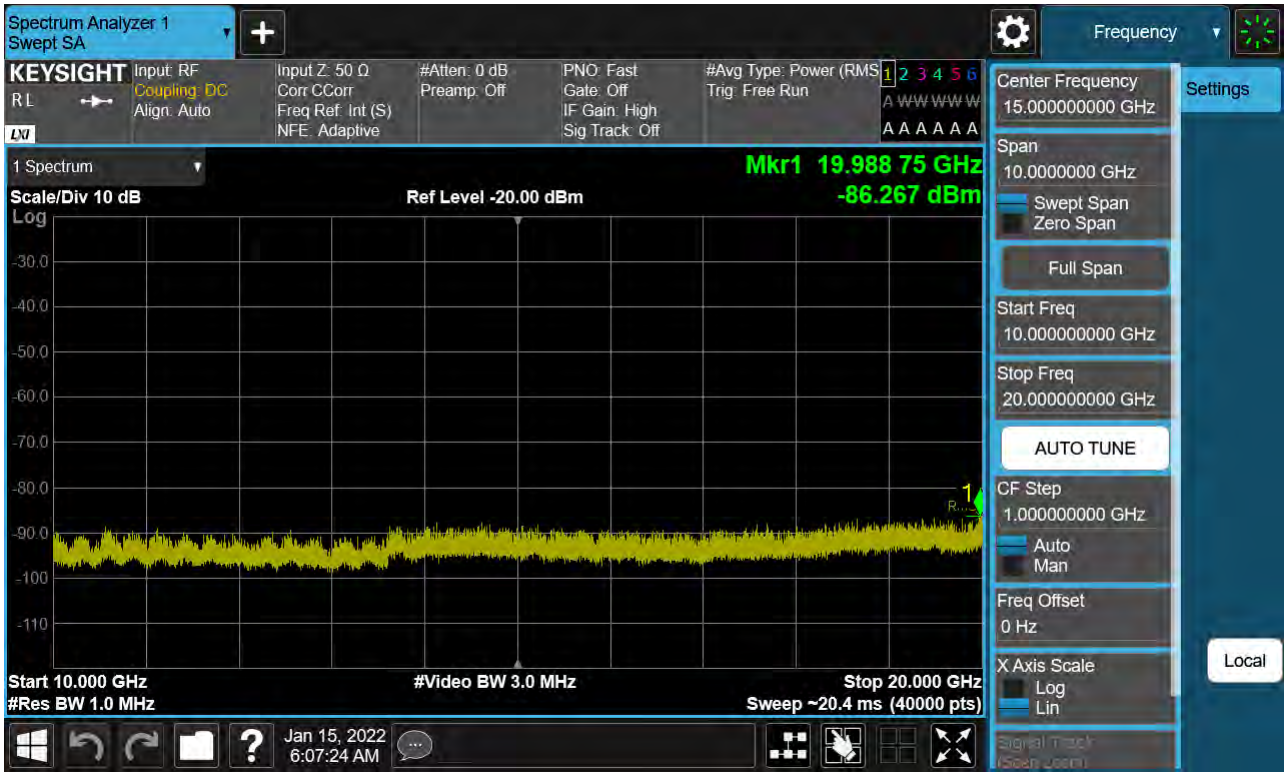 Spectrum Analyzer 1
Swept SA
Frequency
KEYSIGHT
RL
LXI
Input: RF
Coupling: DC
Align: Auto
Input Z: 50 Ω
Corr CCorr
Freq Ref: Int (S)
NFE: Adaptive
#Atten: 0 dB
Preamp: Off
PNO: Fast
Gate: Off
IF Gain: High
Sig Track: Off
#Avg Type: Power (RMS
Trig: Free Run
1 2 3 4 5 6
A W W W W W
A A A A A A
1 Spectrum
Scale/Div 10 dB
Log
Ref Level -20.00 dBm
Mkr1 19.988 75 GHz
-86.267 dBm
-30.0
-40.0
-50.0
-60.0
-70.0
-80.0
-90.0
-100
-110
1
Start 10.000 GHz
#Res BW 1.0 MHz
#Video BW 3.0 MHz
Stop 20.000 GHz
Sweep ~20.4 ms (40000 pts)
Jan 15, 2022
6:07:24 AM
Center Frequency
15.000000000 GHz
Span
10.0000000 GHz
Swept Span
Zero Span
Full Span
Start Freq
10.000000000 GHz
Stop Freq
20.000000000 GHz
AUTO TUNE
CF Step
1.000000000 GHz
Auto
Man
Freq Offset
0 Hz
X Axis Scale
Log
Lin
Signal Track
(Span Zoom)
Settings
Local